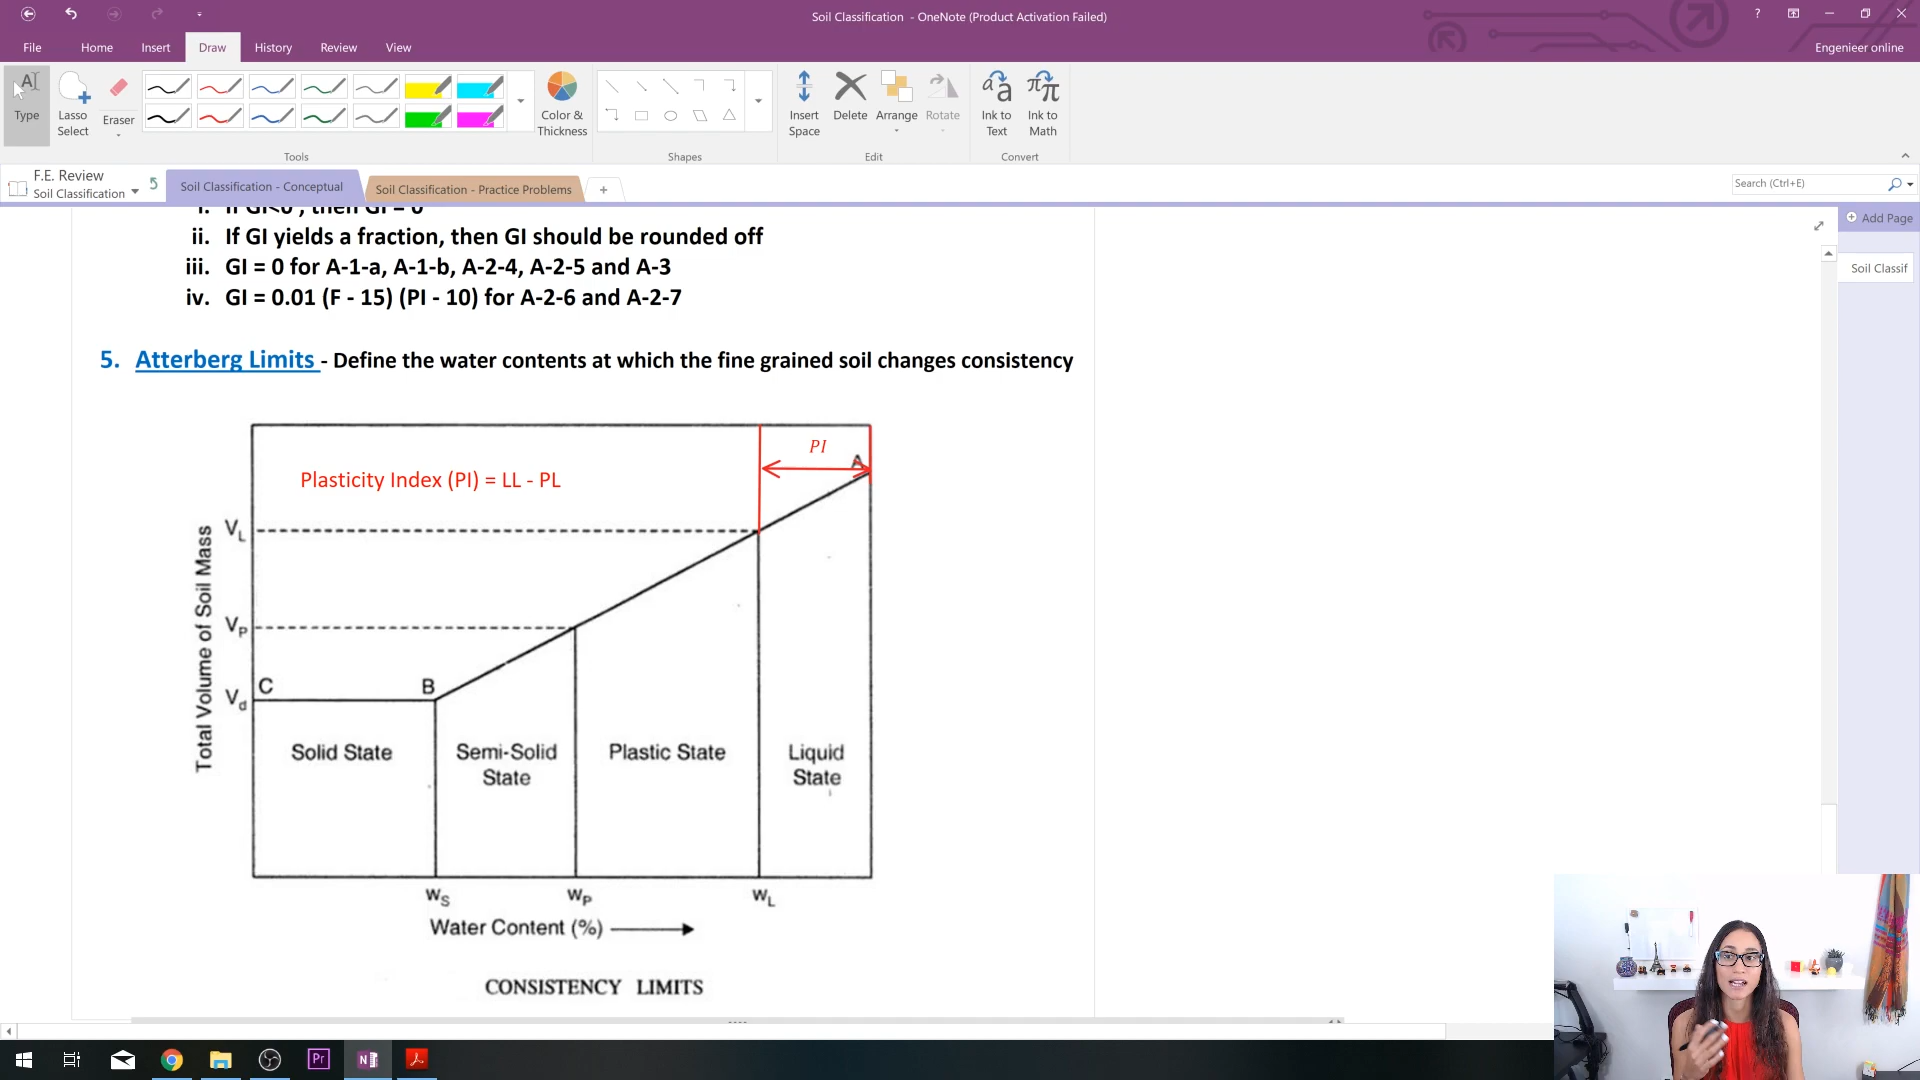 Soil Classification - OneNote (Product Activation Failed)
?
File
Home
Insert
Draw
History
Review
View
Engenieer online
Type
Lasso Select
Eraser
Color & Thickness
Insert Space
Delete
Arrange
Rotate
Ink to Text
Ink to Math
Tools
Shapes
Edit
Convert
F.E. Review
Soil Classification
Soil Classification - Conceptual
Soil Classification - Practice Problems
Search (Ctrl+E)
Add Page
Soil Classif
i. If GI<0 , then GI = 0
ii. If GI yields a fraction, then GI should be rounded off
iii. GI = 0 for A-1-a, A-1-b, A-2-4, A-2-5 and A-3
iv. GI = 0.01 (F - 15) (PI - 10) for A-2-6 and A-2-7
5. Atterberg Limits - Define the water contents at which the fine grained soil changes consistency
PI
A
Plasticity Index (PI) = LL - PL
Total Volume of Soil Mass
VL
VP
Vd
C
B
Solid State
Semi-Solid State
Plastic State
Liquid State
wS
wP
wL
Water Content (%)
CONSISTENCY LIMITS
Pr
N